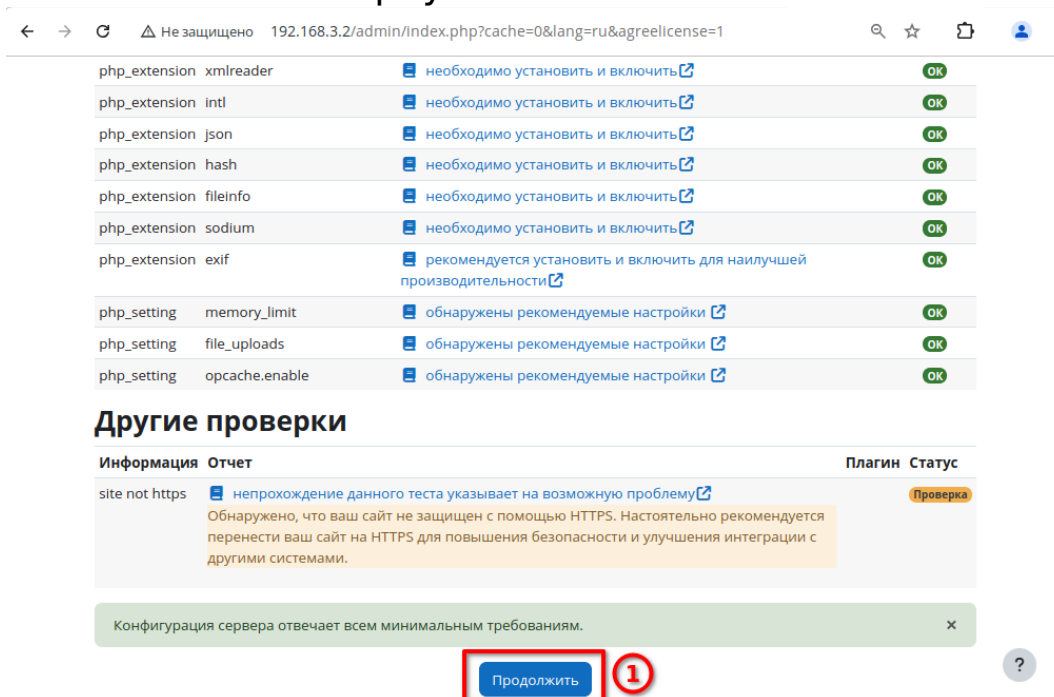 Не защищено 192.168.3.2/admin/index.php?cache=0&lang=ru&agreelicense=1
php_extension xmlreader необходимо установить и включить OK
php_extension intl необходимо установить и включить OK
php_extension json необходимо установить и включить OK
php_extension hash необходимо установить и включить OK
php_extension fileinfo необходимо установить и включить OK
php_extension sodium необходимо установить и включить OK
php_extension exif рекомендуется установить и включить для наилучшей OK
производительности
php_setting memory_limit обнаружены рекомендуемые настройки OK
php_setting file_uploads обнаружены рекомендуемые настройки OK
php_setting opcache.enable обнаружены рекомендуемые настройки OK
Другие проверки
Информация Отчет Плагин Статус
site not https непрохождение данного теста указывает на возможную проблему Проверка
Обнаружено, что ваш сайт не защищен с помощью HTTPS. Настоятельно рекомендуется
перенести ваш сайт на HTTPS для повышения безопасности и улучшения интеграции с
другими системами.
Конфигурация сервера отвечает всем минимальным требованиям. ×
Продолжить 1
?